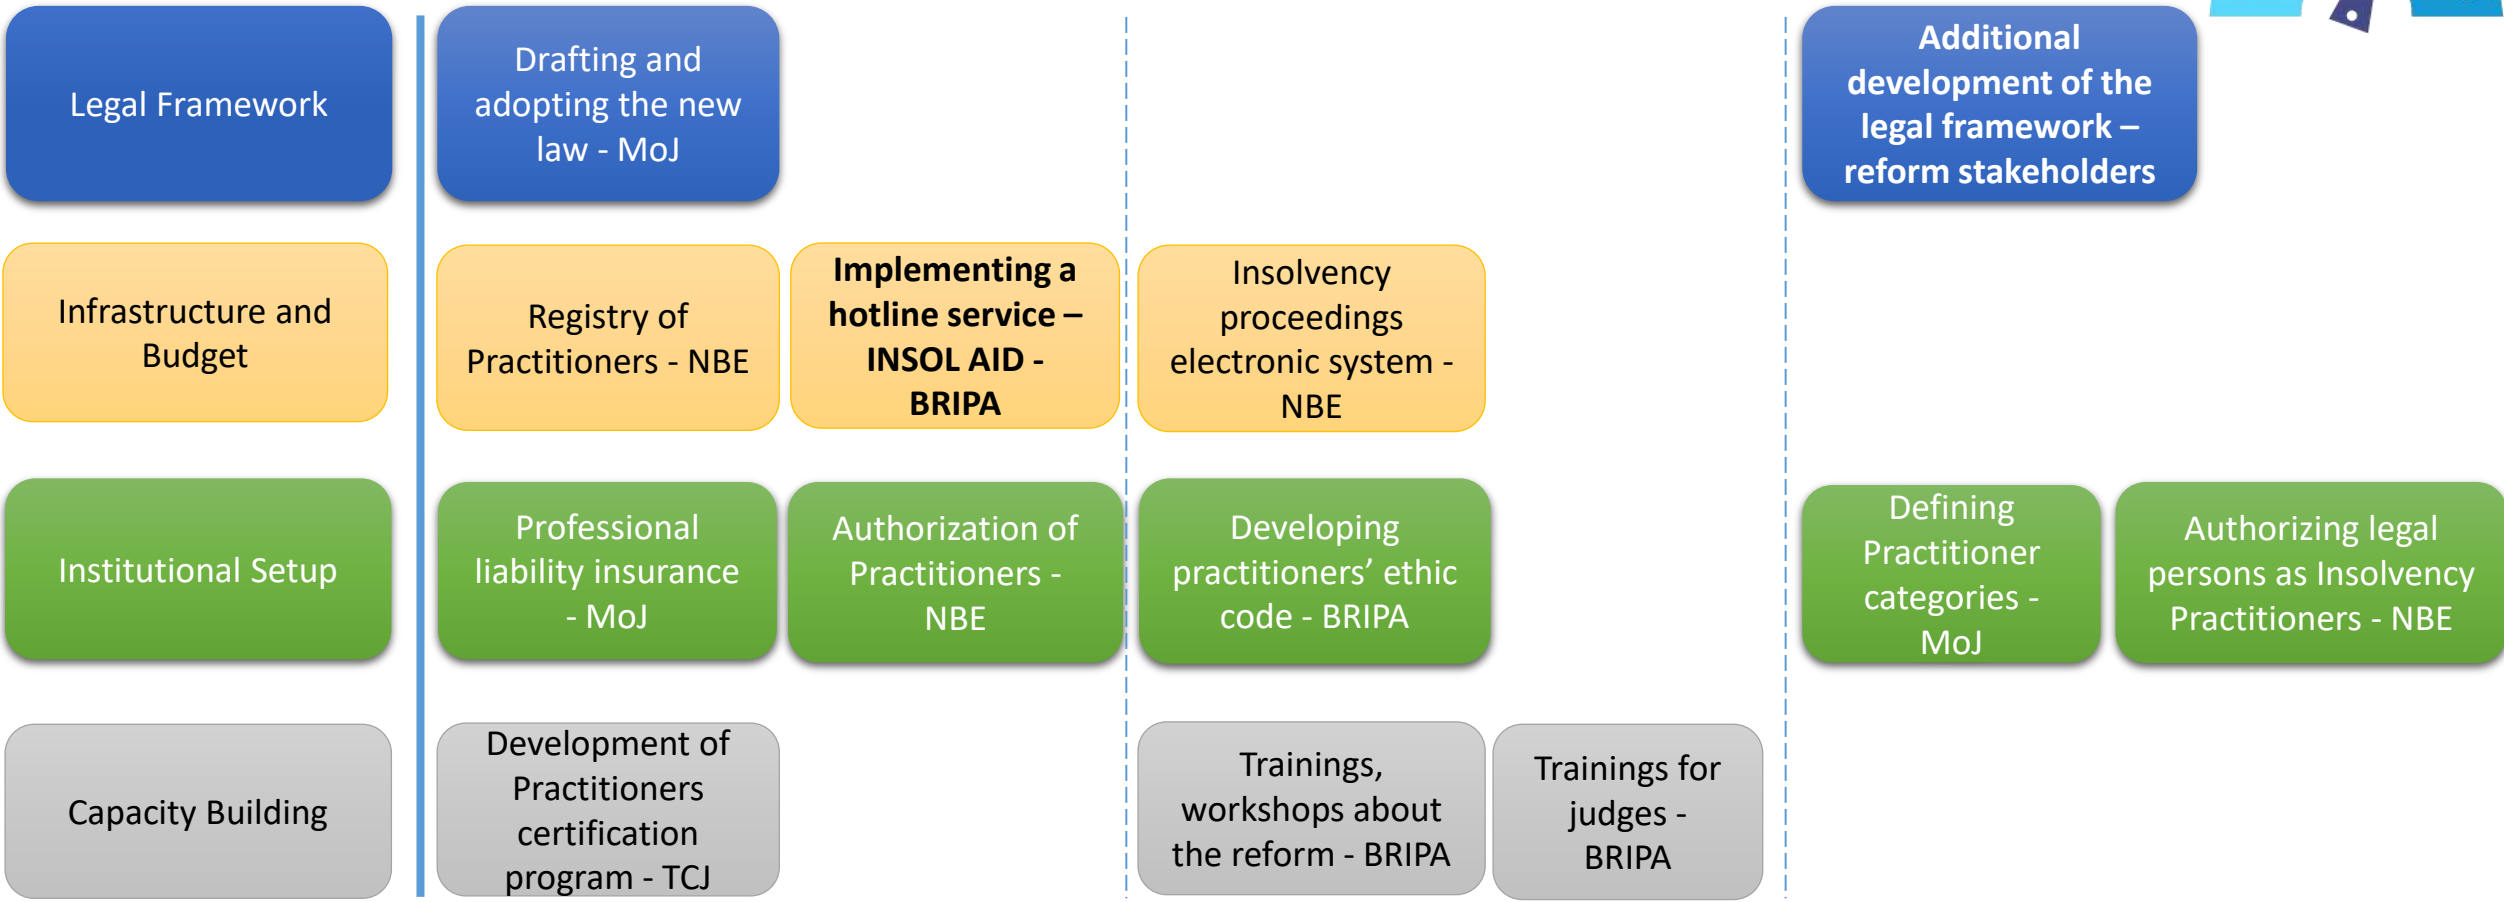 Legal Framework
Drafting and
adopting the new
law - MoJ
Additional
development of the
legal framework –
reform stakeholders
Infrastructure and
Budget
Registry of
Practitioners - NBE
Implementing a
hotline service –
INSOL AID -
BRIPA
Insolvency
proceedings
electronic system -
NBE
Institutional Setup
Professional
liability insurance
- MoJ
Authorization of
Practitioners -
NBE
Developing
practitioners’ ethic
code - BRIPA
Defining
Practitioner
categories -
MoJ
Authorizing legal
persons as Insolvency
Practitioners - NBE
Capacity Building
Development of
Practitioners
certification
program - TCJ
Trainings,
workshops about
the reform - BRIPA
Trainings for
judges -
BRIPA